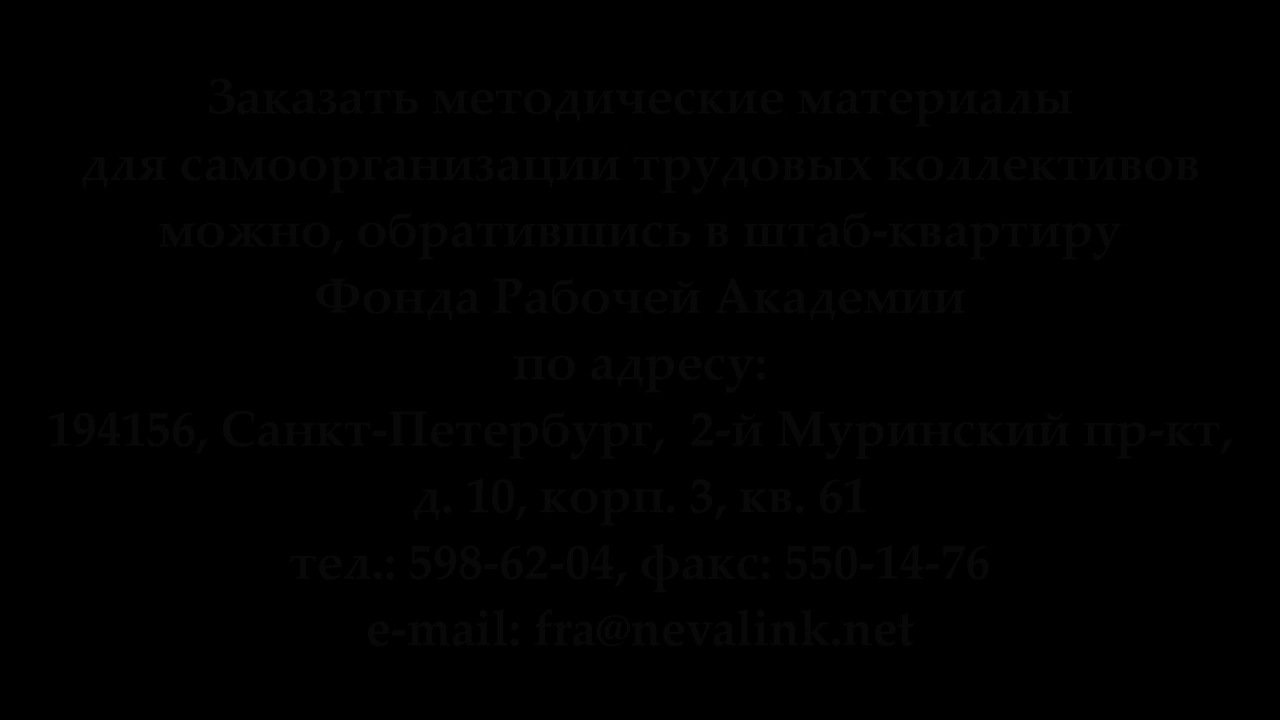 Заказать методические материалы
для самоорганизации трудовых коллективов
можно, обратившись в штаб-квартиру
Фонда Рабочей Академии
по адресу:
194156, Санкт-Петербург, 2-й Муринский пр-кт,
д. 10, корп. 3, кв. 61
тел.: 598-62-04, факс: 550-14-76
e-mail: fra@nevalink.net